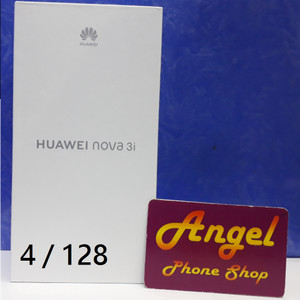 HUAWEI
HUAWEI nova 3i
4 / 128
Angel
Phone Shop